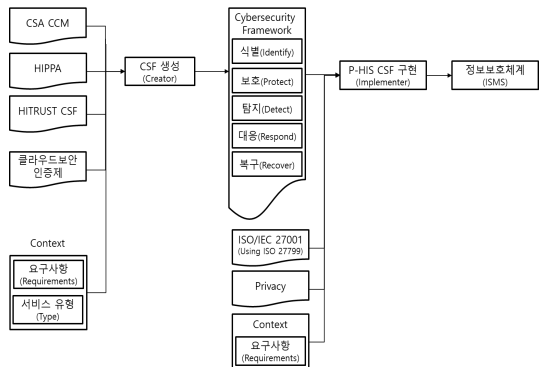 CSA CCM
HIPPA
HITRUST CSF
클라우드보안
인증제
Context
요구사항
(Requirements)
서비스 유형
(Type)
CSF 생성
(Creator)
Cybersecurity
Framework
식별(Identify)
보호(Protect)
탐지(Detect)
대응(Respond)
복구(Recover)
ISO/IEC 27001
(Using ISO 27799)
Privacy
Context
요구사항
(Requirements)
P-HIS CSF 구현
(Implementer)
정보보호체계
(ISMS)